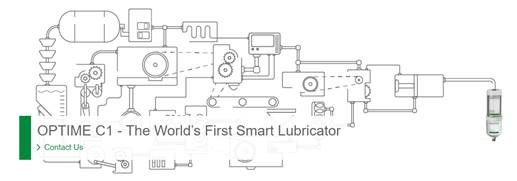 OPTIME C1 - The World's First Smart Lubricator
Contact Us